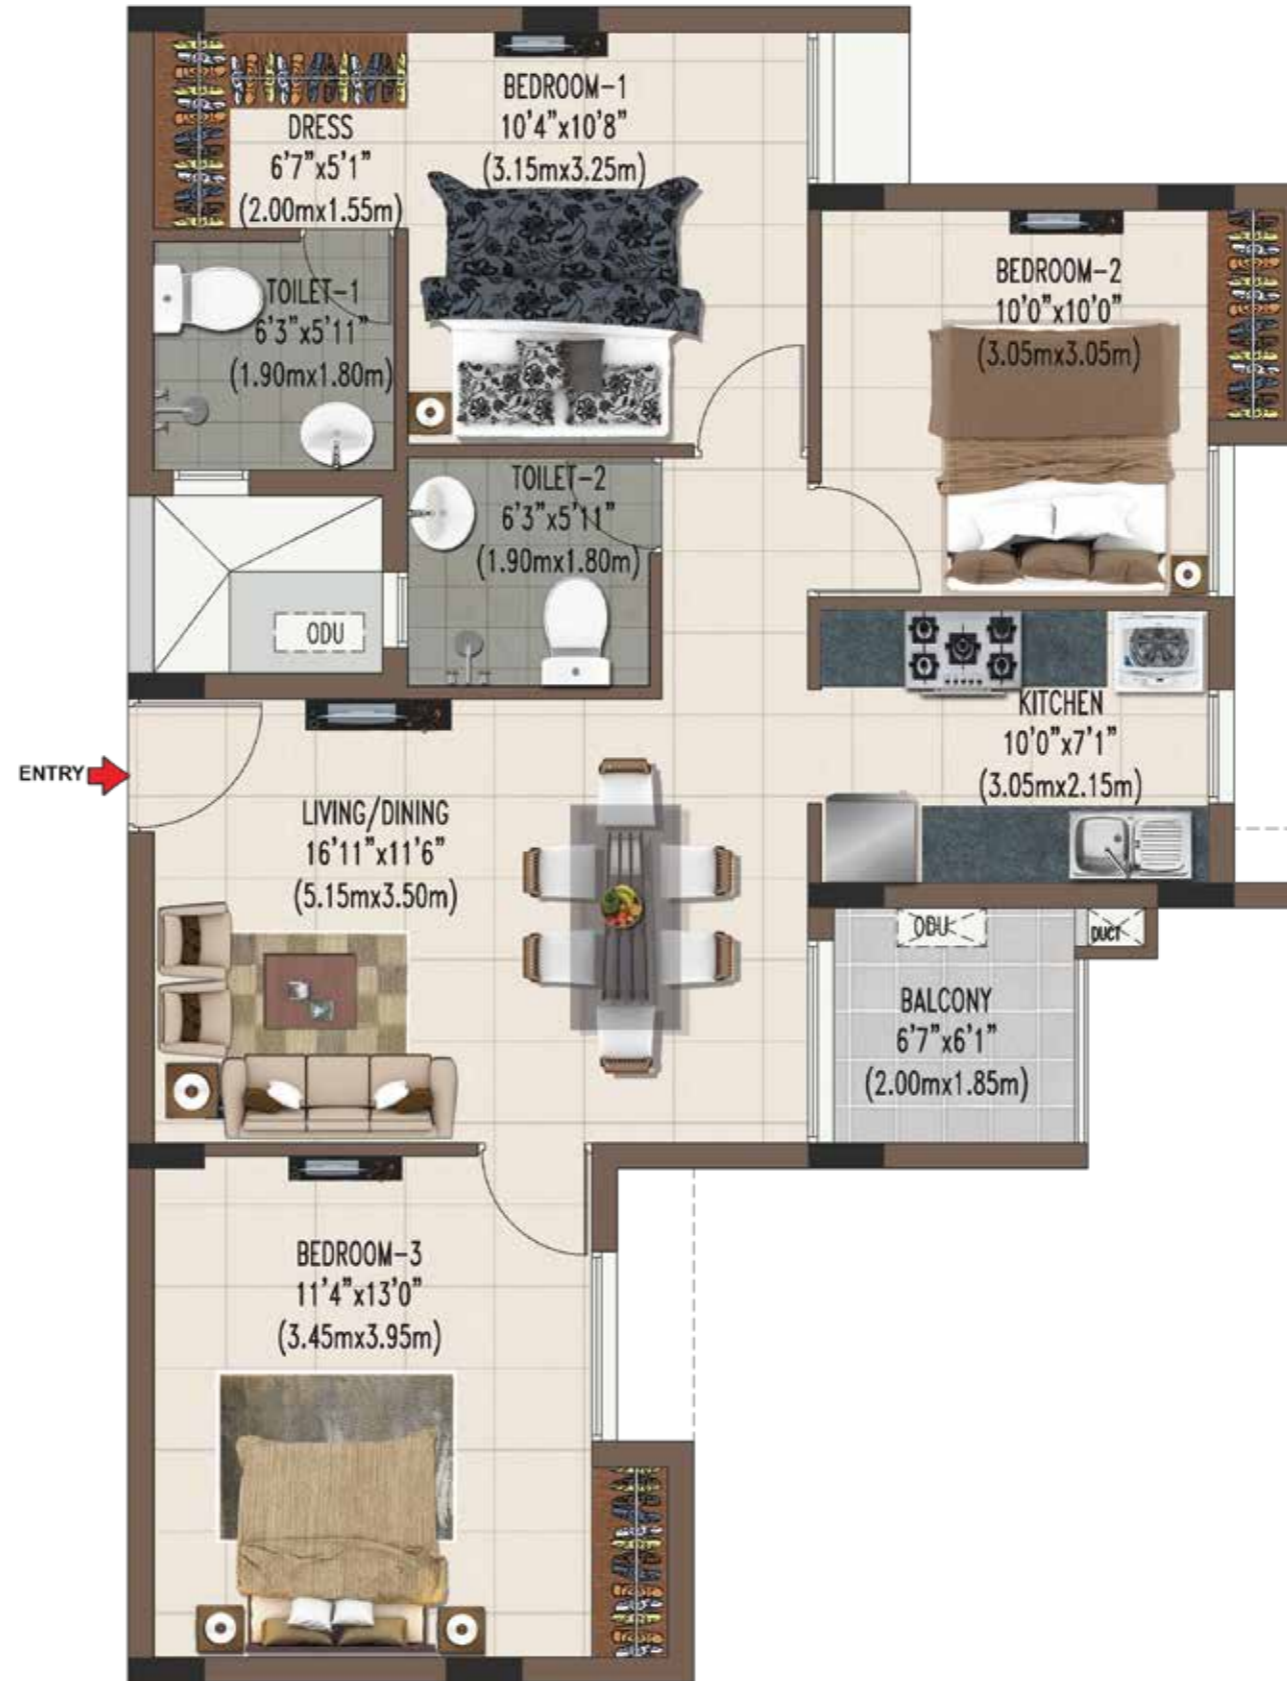 BEDROOM-1
10'4"x10'8"
(3.15mx3.25m)
DRESS
6'7"x5'1"
(2.00mx1.55m)
BEDROOM-2
10'0"x10'0"
(3.05mx3.05m)
TOILET-1
6'3"x5'11"
(1.90mx1.80m)
TOILET-2
6'3"x5'11"
(1.90mx1.80m)
ODU
KITCHEN
10'0"x7'1"
(3.05mx2.15m)
ENTRY
LIVING/DINING
16'11"x11'6"
(5.15mx3.50m)
ODU
DUCT
BALCONY
6'7"x6'1"
(2.00mx1.85m)
BEDROOM-3
11'4"x13'0"
(3.45mx3.95m)